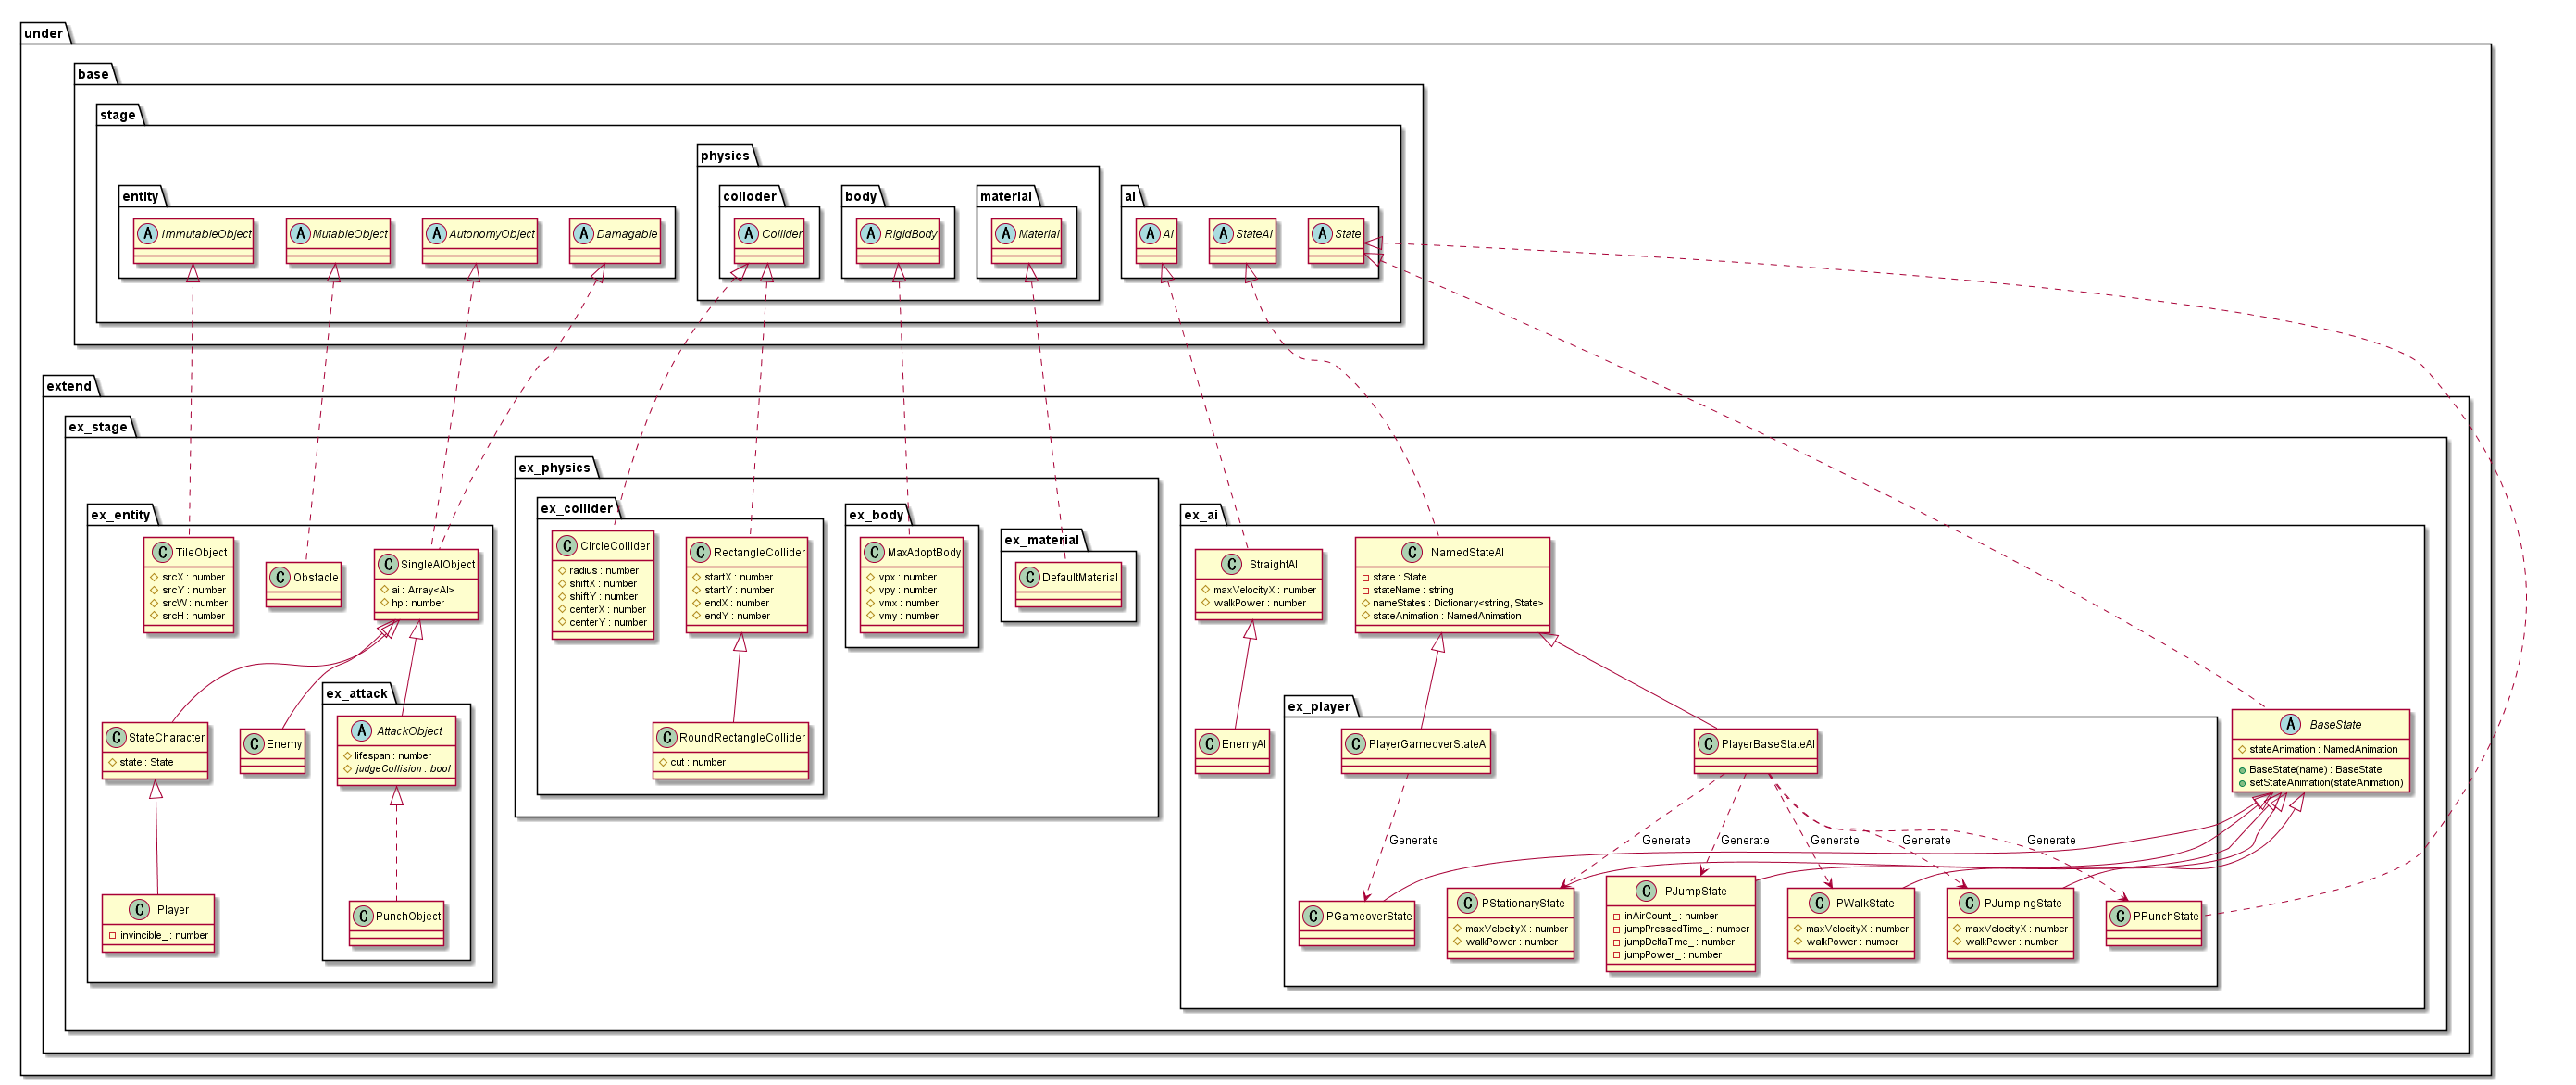 under
base
stage
physics
entity
colloder
body
material
ai
A ImmutableObject
A MutableObject
A AutonomyObject
A Damagable
A Collider
A RigidBody
A Material
A AI
A StateAI
A State
extend
ex_stage
ex_physics
ex_entity
ex_collider
ex_body
ex_material
ex_ai
C TileObject
srcX : number
srcY : number
srcW : number
srcH : number
C Obstacle
C SingleAIObject
ai : Array<AI>
hp : number
C CircleCollider
radius : number
shiftX : number
shiftY : number
centerX : number
centerY : number
C RectangleCollider
startX : number
startY : number
endX : number
endY : number
C MaxAdoptBody
vpx : number
vpy : number
vmx : number
vmy : number
C DefaultMaterial
C StraightAI
maxVelocityX : number
walkPower : number
C NamedStateAI
state : State
stateName : string
nameStates : Dictionary<string, State>
stateAnimation : NamedAnimation
ex_attack
ex_player
C StateCharacter
state : State
C Enemy
A AttackObject
lifespan : number
judgeCollision : bool
C RoundRectangleCollider
cut : number
C EnemyAI
C PlayerGameoverStateAI
C PlayerBaseStateAI
A BaseState
stateAnimation : NamedAnimation
BaseState(name) : BaseState
setStateAnimation(stateAnimation)
Generate
Generate
Generate
Generate
Generate
Generate
C Player
invincible_ : number
C PunchObject
C PGameoverState
C PStationaryState
maxVelocityX : number
walkPower : number
C PJumpState
inAirCount_ : number
jumpPressedTime_ : number
jumpDeltaTime_ : number
jumpPower_ : number
C PWalkState
maxVelocityX : number
walkPower : number
C PJumpingState
maxVelocityX : number
walkPower : number
C PPunchState